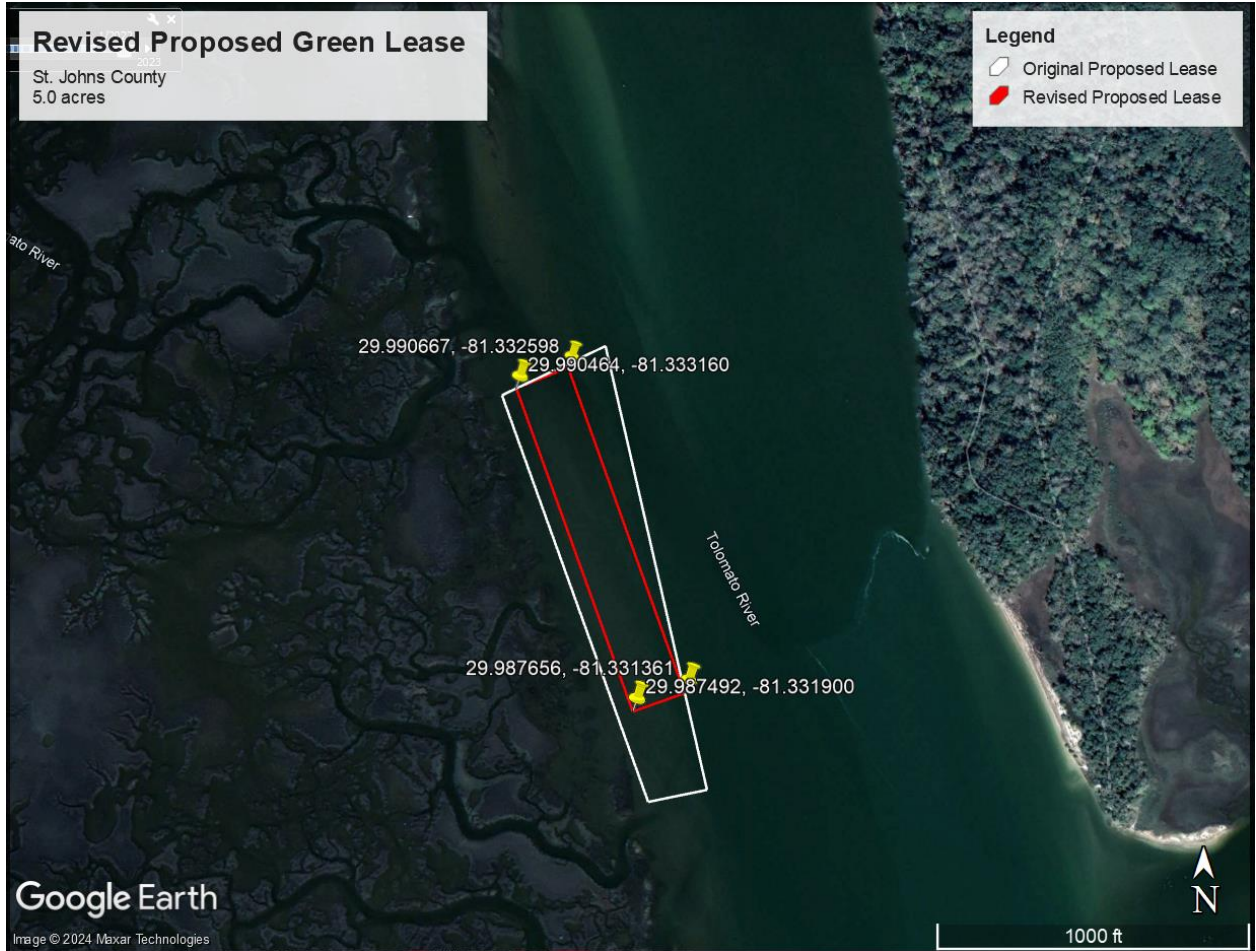 Revised Proposed Green Lease
St. Johns County
5.0 acres
2023
Legend
Original Proposed Lease
Revised Proposed Lease
ato River
29.990667, -81.332598
29.990464, -81.333160
Tolomato River
29.987656, -81.331361
29.987492, -81.331900
Google Earth
Image © 2024 Maxar Technologies
N
1000 ft